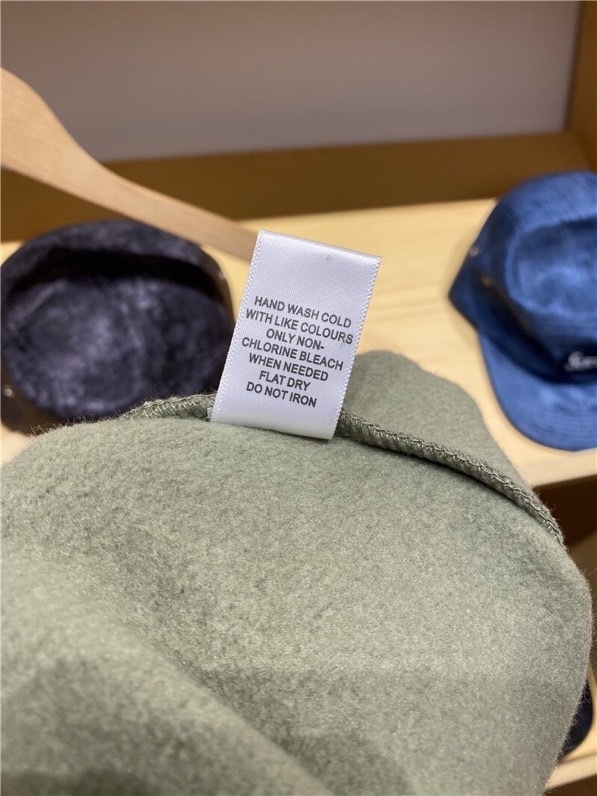 HAND WASH COLD
WITH LIKE COLOURS
ONLY NON-
CHLORINE BLEACH
WHEN NEEDED
FLAT DRY
DO NOT IRON